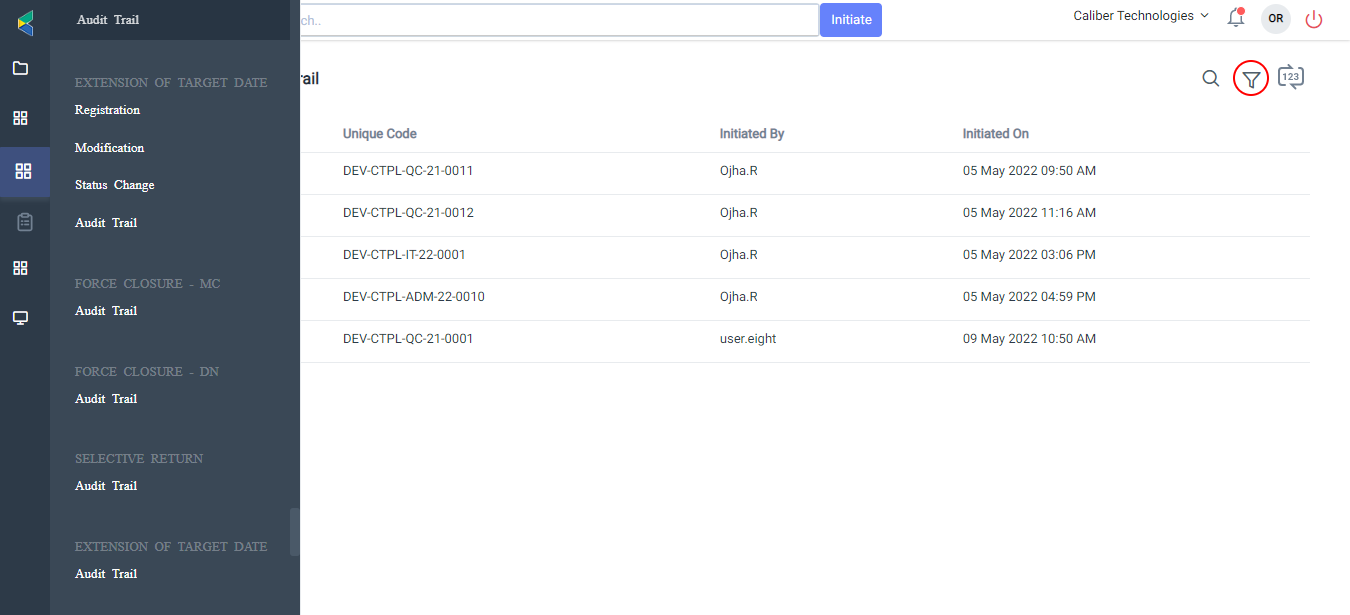 Audit Trail
ch..
Initiate
Caliber Technologies
OR
EXTENSION OF TARGET DATE
Registration
Modification
Status Change
Audit Trail
FORCE CLOSURE - MC
Audit Trail
FORCE CLOSURE - DN
Audit Trail
SELECTIVE RETURN
Audit Trail
EXTENSION OF TARGET DATE
Audit Trail
rail
123
Unique Code Initiated By Initiated On
DEV-CTPL-QC-21-0011 Ojha.R 05 May 2022 09:50 AM
DEV-CTPL-QC-21-0012 Ojha.R 05 May 2022 11:16 AM
DEV-CTPL-IT-22-0001 Ojha.R 05 May 2022 03:06 PM
DEV-CTPL-ADM-22-0010 Ojha.R 05 May 2022 04:59 PM
DEV-CTPL-QC-21-0001 user.eight 09 May 2022 10:50 AM